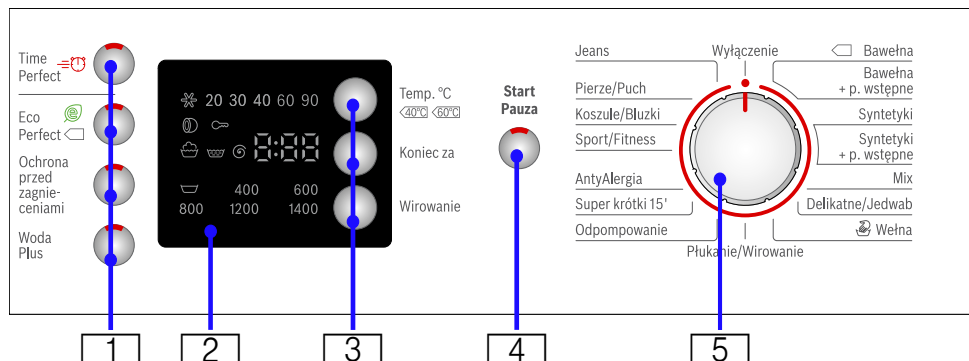 Time
Perfect
Eco
Perfect
Ochrona
przed
zagnie-
ceniami
Woda
Plus
20 30 40 60 90
8:88
400 600
800 1200 1400
Temp. °C
<40°C <60°C
Koniec za
Wirowanie
Start
Pauza
Jeans
Pierze/Puch
Koszule/Bluzki
Sport/Fitness
AntyAlergia
Super krótki 15'
Odpompowanie
Wyłączenie
Płukanie/Wirowanie
Bawełna
Bawełna
+ p. wstępne
Syntetyki
Syntetyki
+ p. wstępne
Mix
Delikatne/Jedwab
Wełna
1 2 3 4 5